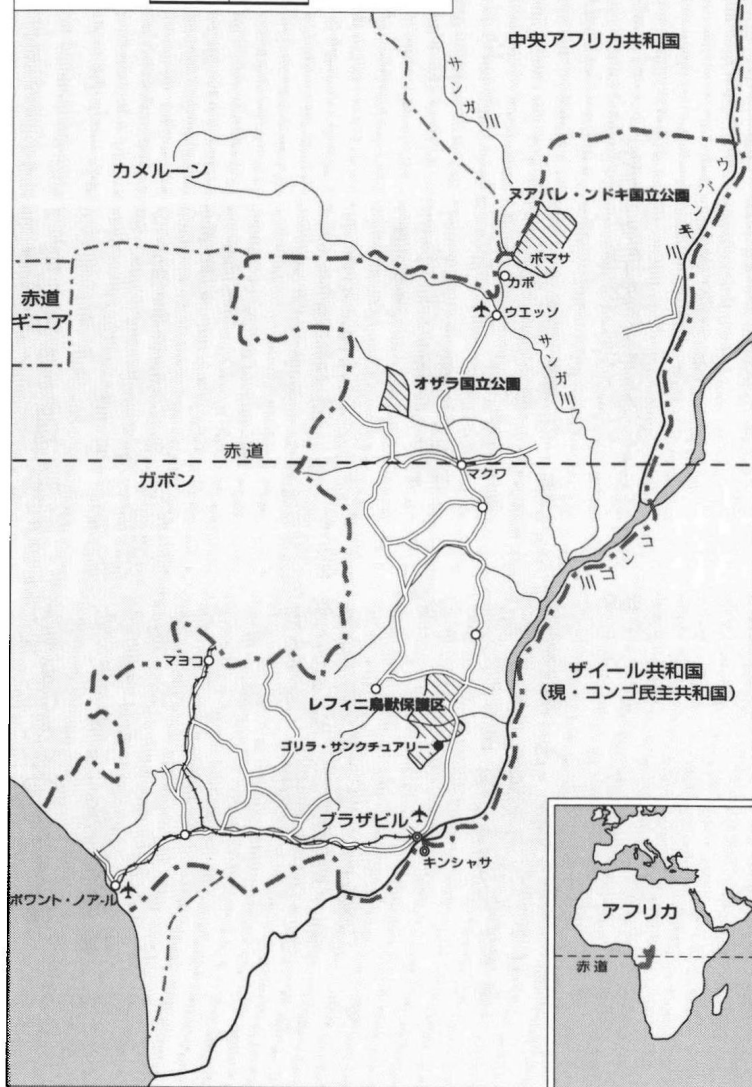 中央アフリカ共和国
サンガ川
カメルーン
ヌアバレ・ンドキ国立公園
ウバンギ川
ボマサ
カボ
赤道
ギニア
ウエッソ
サンガ川
オザラ国立公園
赤道
ガボン
マクワ
コンゴ川
マヨコ
ザイール共和国
(現・コンゴ民主共和国)
レフィニ鳥獣保護区
ゴリラ・サンクチュアリー
ブラザビル
キンシャサ
ポワント・ノアール
アフリカ
赤道